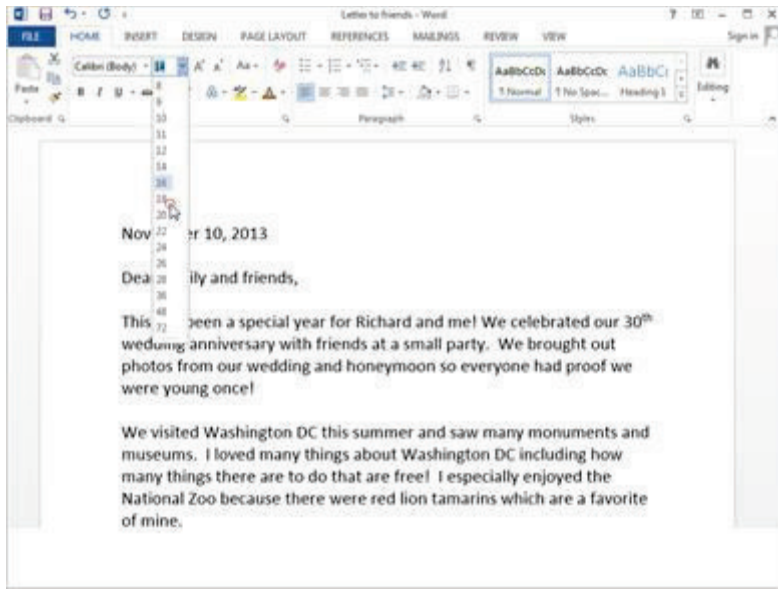 Letter to friends - Word
Sign in
FILE HOME INSERT DESIGN PAGE LAYOUT REFERENCES MAILINGS REVIEW VIEW
Calibri (Body) 14
AaBbCcDc AaBbCcDc AaBbCc
Paste
B I U
¶ Normal ¶ No Spac... Heading 1
Editing
Clipboard Paragraph Styles
8
9
10
11
12
14
16
18
20
22
24
26
28
36
48
72
Nov er 10, 2013
Dea ily and friends,
This been a special year for Richard and me! We celebrated our 30th
wedding anniversary with friends at a small party. We brought out
photos from our wedding and honeymoon so everyone had proof we
were young once!
We visited Washington DC this summer and saw many monuments and
museums. I loved many things about Washington DC including how
many things there are to do that are free! I especially enjoyed the
National Zoo because there were red lion tamarins which are a favorite
of mine.